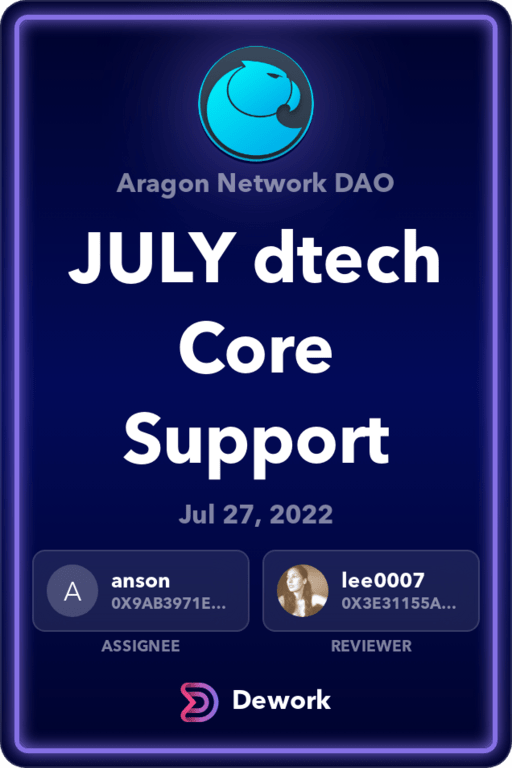 Aragon Network DAO
JULY dtech
Core
Support
Jul 27, 2022
A
anson
0X9AB3971E...
lee0007
0X3E31155A...
ASSIGNEE
REVIEWER
Dework